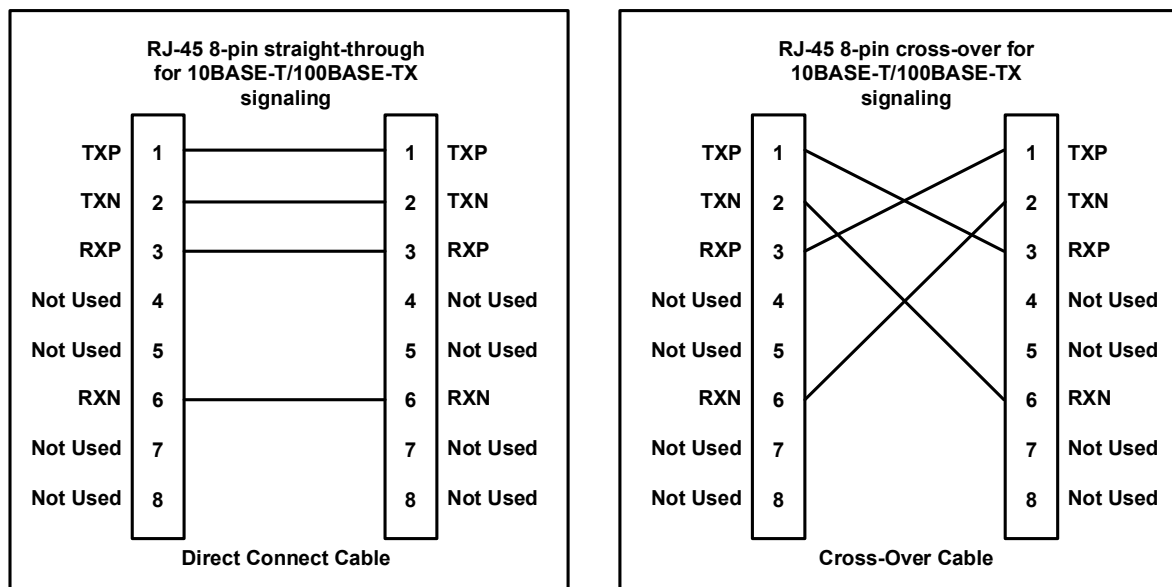 RJ-45 8-pin straight-through
for 10BASE-T/100BASE-TX
signaling
TXP 1 1 TXP
TXN 2 2 TXN
RXP 3 3 RXP
Not Used 4 4 Not Used
Not Used 5 5 Not Used
RXN 6 6 RXN
Not Used 7 7 Not Used
Not Used 8 8 Not Used
Direct Connect Cable
RJ-45 8-pin cross-over for
10BASE-T/100BASE-TX
signaling
TXP 1 1 TXP
TXN 2 2 TXN
RXP 3 3 RXP
Not Used 4 4 Not Used
Not Used 5 5 Not Used
RXN 6 6 RXN
Not Used 7 7 Not Used
Not Used 8 8 Not Used
Cross-Over Cable